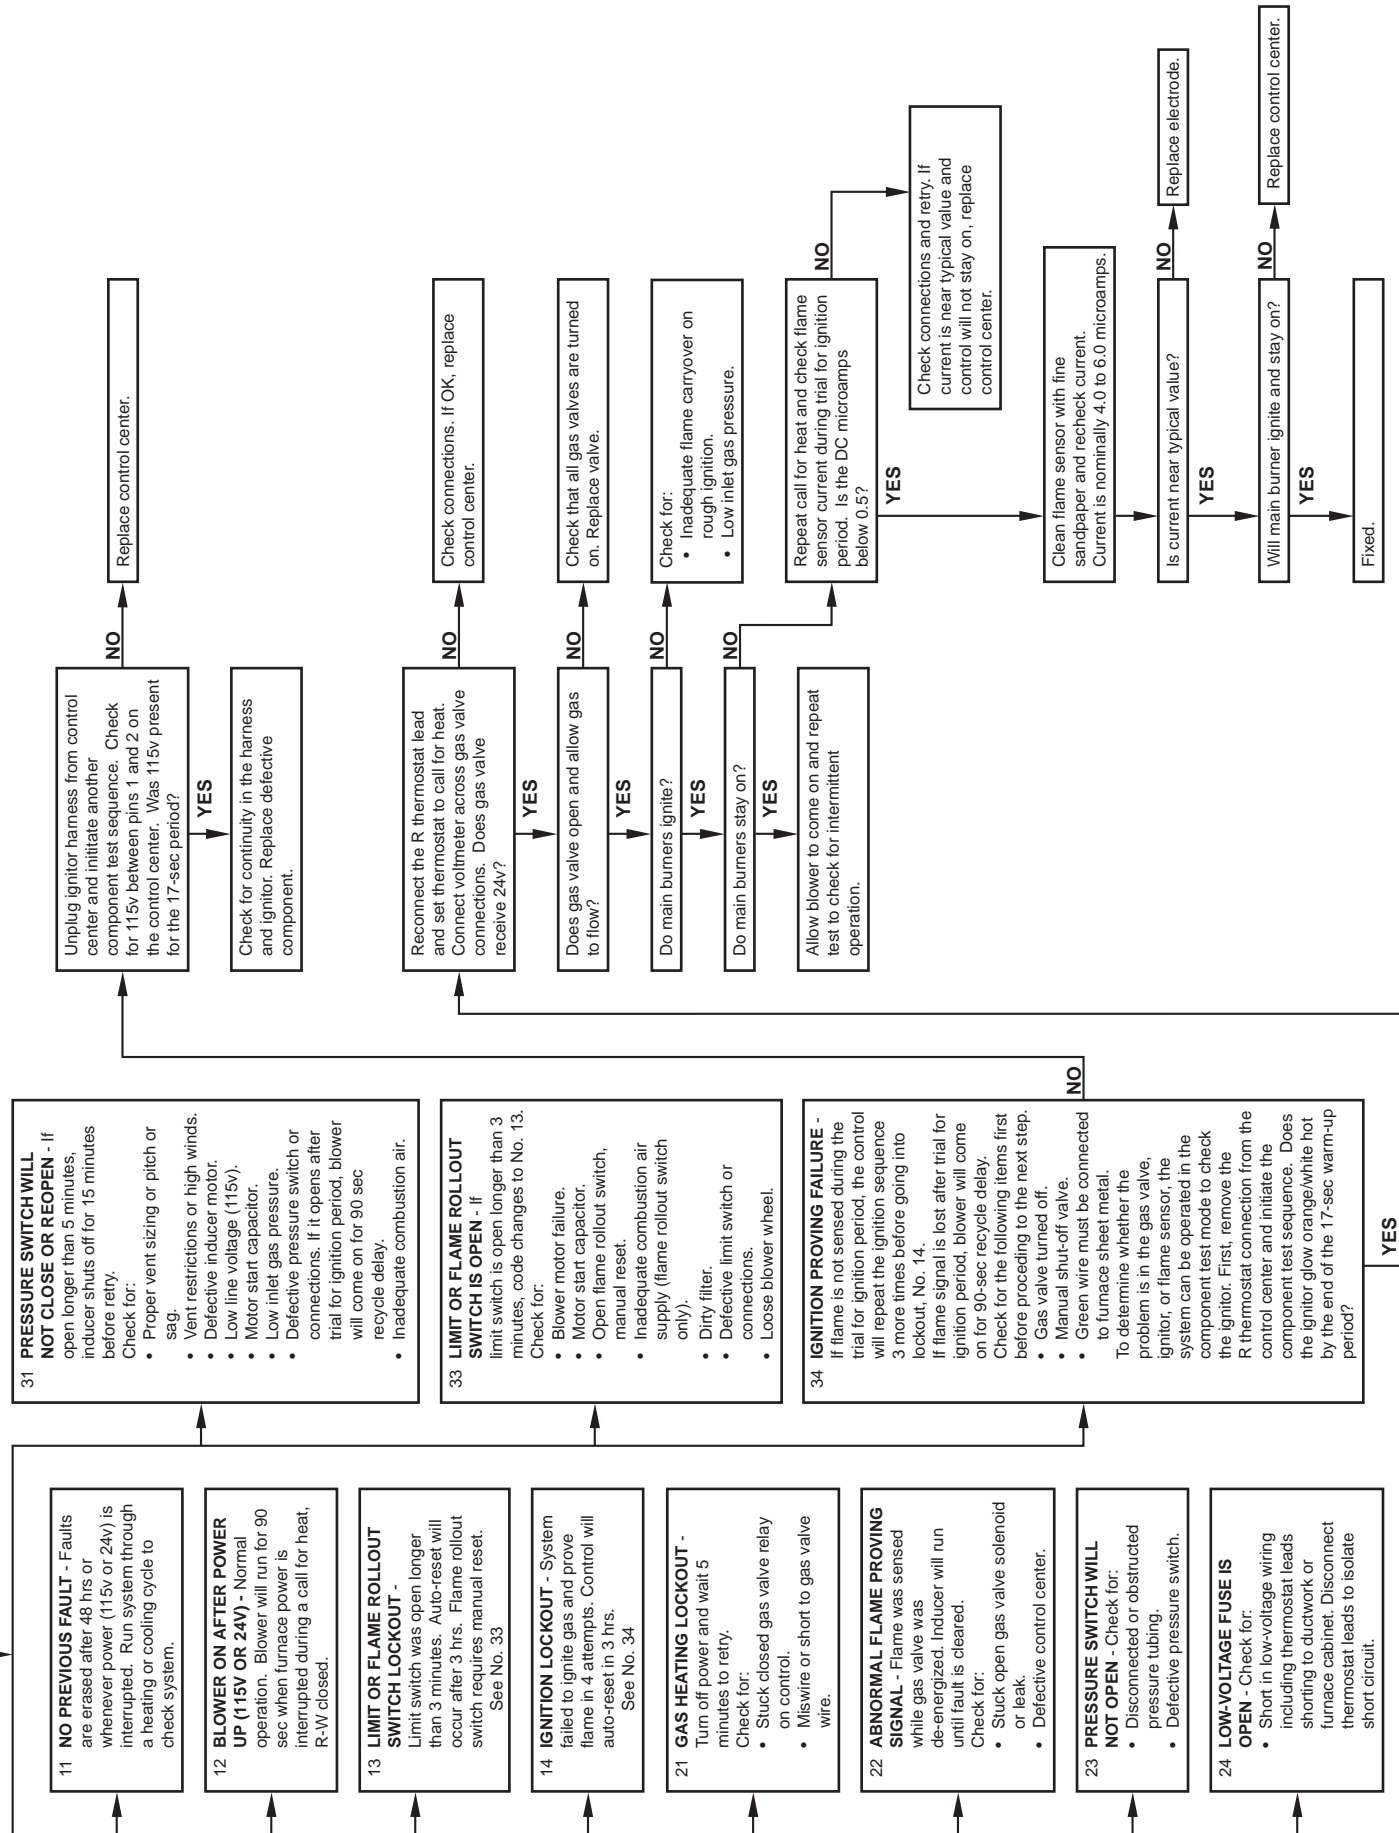 11 NO PREVIOUS FAULT - Faults
are erased after 48 hrs or
whenever power (115v or 24v) is
interrupted. Run system through
a heating or cooling cycle to
check system.
12 BLOWER ON AFTER POWER
UP (115V OR 24V) - Normal
operation. Blower will run for 90
sec when furnace power is
interrupted during a call for heat,
R-W closed.
13 LIMIT OR FLAME ROLLOUT
SWITCH LOCKOUT -
Limit switch was open longer
than 3 minutes. Auto-reset will
occur after 3 hrs. Flame rollout
switch requires manual reset.
See No. 33
14 IGNITION LOCKOUT - System
failed to ignite gas and prove
flame in 4 attempts. Control will
auto-reset in 3 hrs.
See No. 34
21 GAS HEATING LOCKOUT -
Turn off power and wait 5
minutes to retry.
Check for:
• Stuck closed gas valve relay
on control.
• Miswire or short to gas valve
wire.
22 ABNORMAL FLAME PROVING
SIGNAL - Flame was sensed
while gas valve was
de-energized. Inducer will run
until fault is cleared.
Check for:
• Stuck open gas valve solenoid
or leak.
• Defective control center.
23 PRESSURE SWITCH WILL
NOT OPEN - Check for:
• Disconnected or obstructed
pressure tubing.
• Defective pressure switch.
24 LOW-VOLTAGE FUSE IS
OPEN - Check for:
• Short in low-voltage wiring
including thermostat leads
shorting to ductwork or
furnace cabinet. Disconnect
thermostat leads to isolate
short circuit.
31 PRESSURE SWITCH WILL
NOT CLOSE OR REOPEN - If
open longer than 5 minutes,
inducer shuts off for 15 minutes
before retry.
Check for:
• Proper vent sizing or pitch or
sag.
• Vent restrictions or high winds.
• Defective inducer motor.
• Low line voltage (115v).
• Motor start capacitor.
• Low inlet gas pressure.
• Defective pressure switch or
connections. If it opens after
trial for ignition period, blower
will come on for 90 sec
recycle delay.
• Inadequate combustion air.
33 LIMIT OR FLAME ROLLOUT
SWITCH IS OPEN - If
limit switch is open longer than 3
minutes, code changes to No. 13.
Check for:
• Blower motor failure.
• Motor start capacitor.
• Open flame rollout switch,
manual reset.
• Inadequate combustion air
supply (flame rollout switch
only).
• Dirty filter.
• Defective limit switch or
connections.
• Loose blower wheel.
34 IGNITION PROVING FAILURE -
If flame is not sensed during the
trial for ignition period, the control
will repeat the ignition sequence
3 more times before going into
lockout, No. 14.
If flame signal is lost after trial for
ignition period, blower will come
on for 90-sec recycle delay.
Check for the following items first
before proceding to the next step.
• Gas valve turned off.
• Manual shut-off valve.
• Green wire must be connected
to furnace sheet metal.
To determine whether the
problem is in the gas valve,
ignitor, or flame sensor, the
system can be operated in the
component test mode to check
the ignitor. First, remove the
R thermostat connection from the
control center and initiate the
component test sequence. Does
the ignitor glow orange/white hot
by the end of the 17-sec warm-up
period?
NO
YES
Unplug ignitor harness from control
center and inititate another
component test sequence. Check
for 115v between pins 1 and 2 on
the control center. Was 115v present
for the 17-sec period?
NO
Replace control center.
YES
Check for continuity in the harness
and ignitor. Replace defective
component.
Reconnect the R thermostat lead
and set thermostat to call for heat.
Connect voltmeter across gas valve
connections. Does gas valve
receive 24v?
NO
Check connections. If OK, replace
control center.
YES
Does gas valve open and allow gas
to flow?
NO
Check that all gas valves are turned
on. Replace valve.
YES
Do main burners ignite?
NO
Check for:
• Inadequate flame carryover on
rough ignition.
• Low inlet gas pressure.
YES
Do main burners stay on?
NO
YES
Allow blower to come on and repeat
test to check for intermittent
operation.
Repeat call for heat and check flame
sensor current during trial for ignition
period. Is the DC microamps
below 0.5?
NO
Check connections and retry. If
current is near typical value and
control will not stay on, replace
control center.
YES
Clean flame sensor with fine
sandpaper and recheck current.
Current is nominally 4.0 to 6.0 microamps.
Is current near typical value?
NO
Replace electrode.
YES
Will main burner ignite and stay on?
NO
Replace control center.
YES
Fixed.